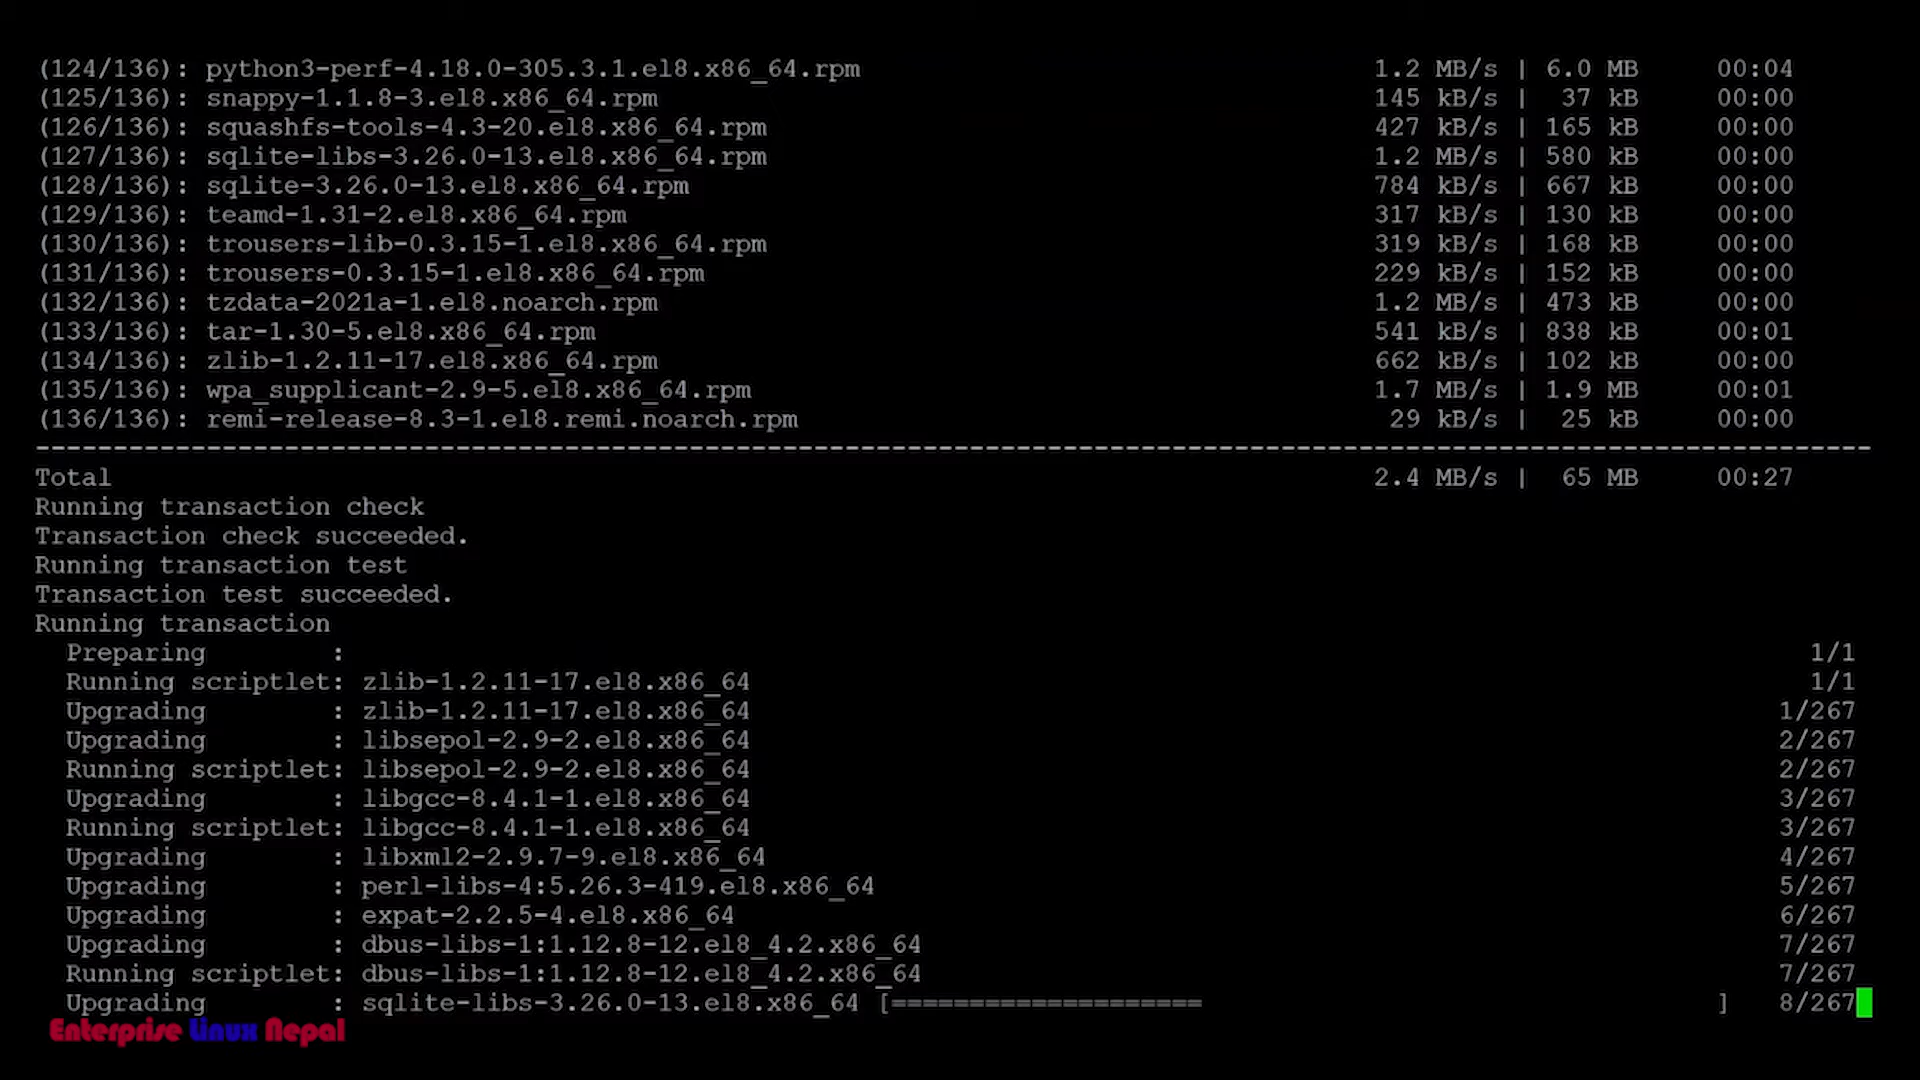 (124/136): python3-perf-4.18.0-305.3.1.el8.x86_64.rpm 1.2 MB/s | 6.0 MB 00:04
(125/136): snappy-1.1.8-3.el8.x86_64.rpm 145 kB/s | 37 kB 00:00
(126/136): squashfs-tools-4.3-20.el8.x86_64.rpm 427 kB/s | 165 kB 00:00
(127/136): sqlite-libs-3.26.0-13.el8.x86_64.rpm 1.2 MB/s | 580 kB 00:00
(128/136): sqlite-3.26.0-13.el8.x86_64.rpm 784 kB/s | 667 kB 00:00
(129/136): teamd-1.31-2.el8.x86_64.rpm 317 kB/s | 130 kB 00:00
(130/136): trousers-lib-0.3.15-1.el8.x86_64.rpm 319 kB/s | 168 kB 00:00
(131/136): trousers-0.3.15-1.el8.x86_64.rpm 229 kB/s | 152 kB 00:00
(132/136): tzdata-2021a-1.el8.noarch.rpm 1.2 MB/s | 473 kB 00:00
(133/136): tar-1.30-5.el8.x86_64.rpm 541 kB/s | 838 kB 00:01
(134/136): zlib-1.2.11-17.el8.x86_64.rpm 662 kB/s | 102 kB 00:00
(135/136): wpa_supplicant-2.9-5.el8.x86_64.rpm 1.7 MB/s | 1.9 MB 00:01
(136/136): remi-release-8.3-1.el8.remi.noarch.rpm 29 kB/s | 25 kB 00:00
--------------------------------------------------------------------------------
Total 2.4 MB/s | 65 MB 00:27
Running transaction check
Transaction check succeeded.
Running transaction test
Transaction test succeeded.
Running transaction
Preparing : 1/1
Running scriptlet: zlib-1.2.11-17.el8.x86_64 1/1
Upgrading : zlib-1.2.11-17.el8.x86_64 1/267
Upgrading : libsepol-2.9-2.el8.x86_64 2/267
Running scriptlet: libsepol-2.9-2.el8.x86_64 2/267
Upgrading : libgcc-8.4.1-1.el8.x86_64 3/267
Running scriptlet: libgcc-8.4.1-1.el8.x86_64 3/267
Upgrading : libxml2-2.9.7-9.el8.x86_64 4/267
Upgrading : perl-libs-4:5.26.3-419.el8.x86_64 5/267
Upgrading : expat-2.2.5-4.el8.x86_64 6/267
Upgrading : dbus-libs-1:1.12.8-12.el8_4.2.x86_64 7/267
Running scriptlet: dbus-libs-1:1.12.8-12.el8_4.2.x86_64 7/267
Upgrading : sqlite-libs-3.26.0-13.el8.x86_64 [==================== ] 8/267
Enterprise Linux Nepal